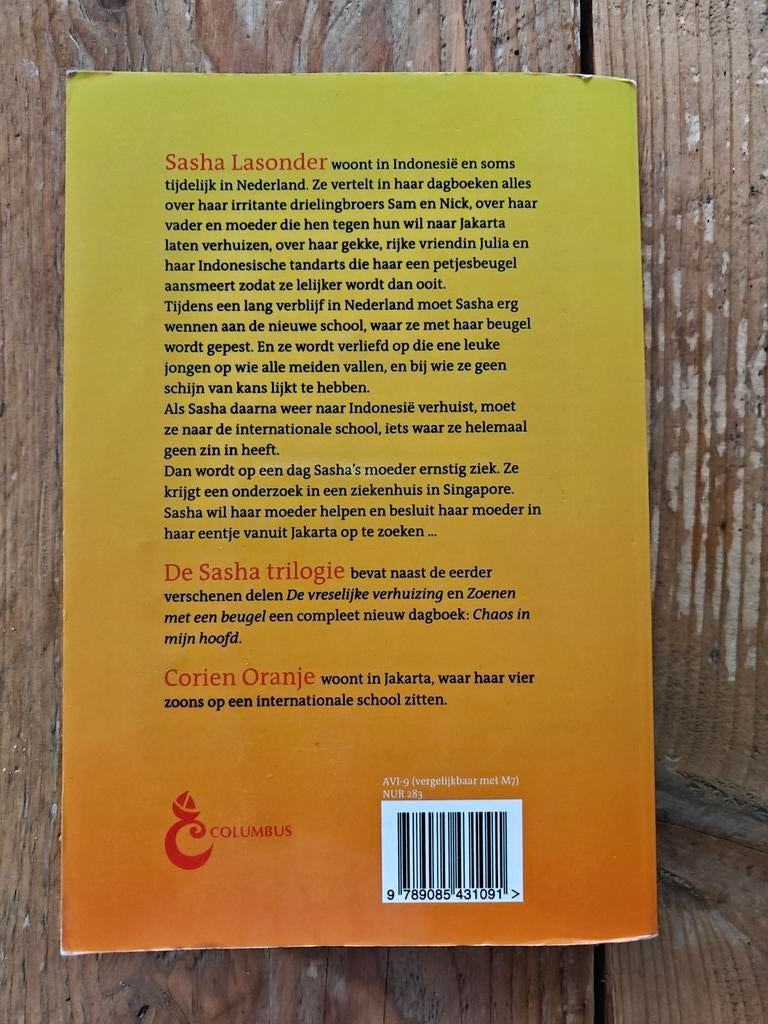 Sasha Lasonder woont in Indonesië en soms
tijdelijk in Nederland. Ze vertelt in haar dagboeken alles
over haar irritante drielingbroers Sam en Nick, over haar
vader en moeder die hen tegen hun wil naar Jakarta
laten verhuizen, over haar gekke, rijke vriendin Julia en
haar Indonesische tandarts die haar een petjesbeugel
aansmeert zodat ze lelijker wordt dan ooit.
Tijdens een lang verblijf in Nederland moet Sasha erg
wennen aan de nieuwe school, waar ze met haar beugel
wordt gepest. En ze wordt verliefd op die ene leuke
jongen op wie alle meiden vallen, en bij wie ze geen
schijn van kans lijkt te hebben.
Als Sasha daarna weer naar Indonesië verhuist, moet
ze naar de internationale school, iets waar ze helemaal
geen zin in heeft.
Dan wordt op een dag Sasha's moeder ernstig ziek. Ze
krijgt een onderzoek in een ziekenhuis in Singapore.
Sasha wil haar moeder helpen en besluit haar moeder in
haar eentje vanuit Jakarta op te zoeken ...
De Sasha trilogie bevat naast de eerder
verschenen delen De vreselijke verhuizing en Zoenen
met een beugel een compleet nieuw dagboek: Chaos in
mijn hoofd.
Corien Oranje woont in Jakarta, waar haar vier
zoons op een internationale school zitten.
AVI-9 (vergelijkbaar met M7)
NUR 283
COLUMBUS
9 789085 431091 >